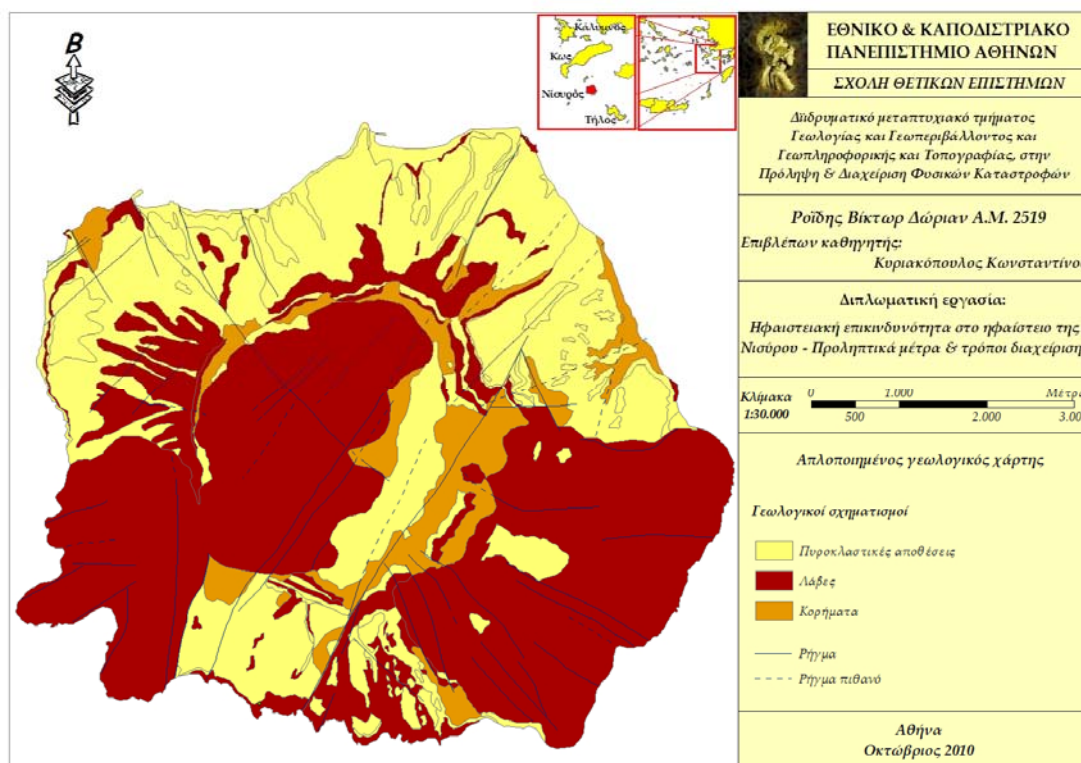 Β
Κάλυμνος
Κως
Νίσυρός
Τήλος
ΕΘΝΙΚΟ & ΚΑΠΟΔΙΣΤΡΙΑΚΟ
ΠΑΝΕΠΙΣΤΗΜΙΟ ΑΘΗΝΩΝ
ΣΧΟΛΗ ΘΕΤΙΚΩΝ ΕΠΙΣΤΗΜΩΝ
Διϊδρυματικό μεταπτυχιακό τμήματος
Γεωλογίας και Γεωπεριβάλλοντος και
Γεωπληροφορικής και Τοπογραφίας, στην
Πρόληψη & Διαχείριση Φυσικών Καταστροφών
Ροΐδης Βίκτωρ Δώριαν Α.Μ. 2519
Επιβλέπων καθηγητής:
Κυριακόπουλος Κωνσταντίνος
Διπλωματική εργασία:
Ηφαιστειακή επικινδυνότητα στο ηφαίστειο της
Νισύρου - Προληπτικά μέτρα & τρόποι διαχείριση
Κλίμακα
1:30.000
0 1.000 Μέτρα
500 2.000 3.00
Απλοποιημένος γεωλογικός χάρτης
Γεωλογικοί σχηματισμοί
Πυροκλαστικές αποθέσεις
Λάβες
Κορήματα
Ρήγμα
Ρήγμα πιθανό
Αθήνα
Οκτώβριος 2010